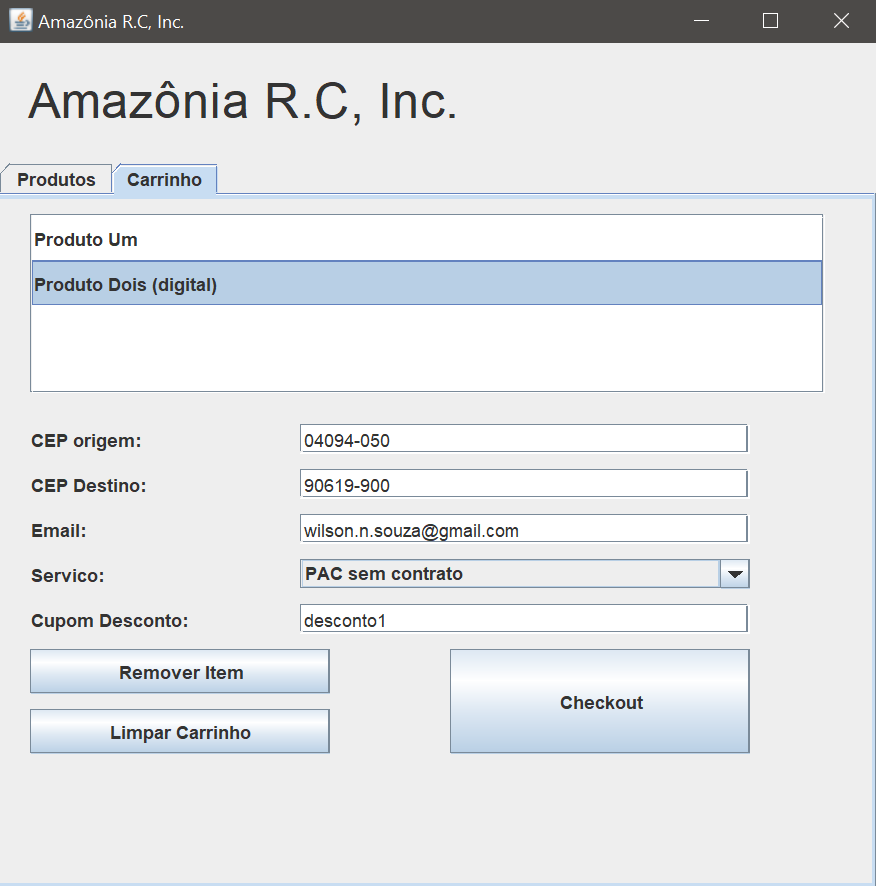 Amazônia R.C, Inc.
Amazônia R.C, Inc.
Produtos Carrinho
Produto Um
Produto Dois (digital)
CEP origem: 04094-050
CEP Destino: 90619-900
Email: wilson.n.souza@gmail.com
Servico: PAC sem contrato
Cupom Desconto: desconto1
Remover Item
Checkout
Limpar Carrinho